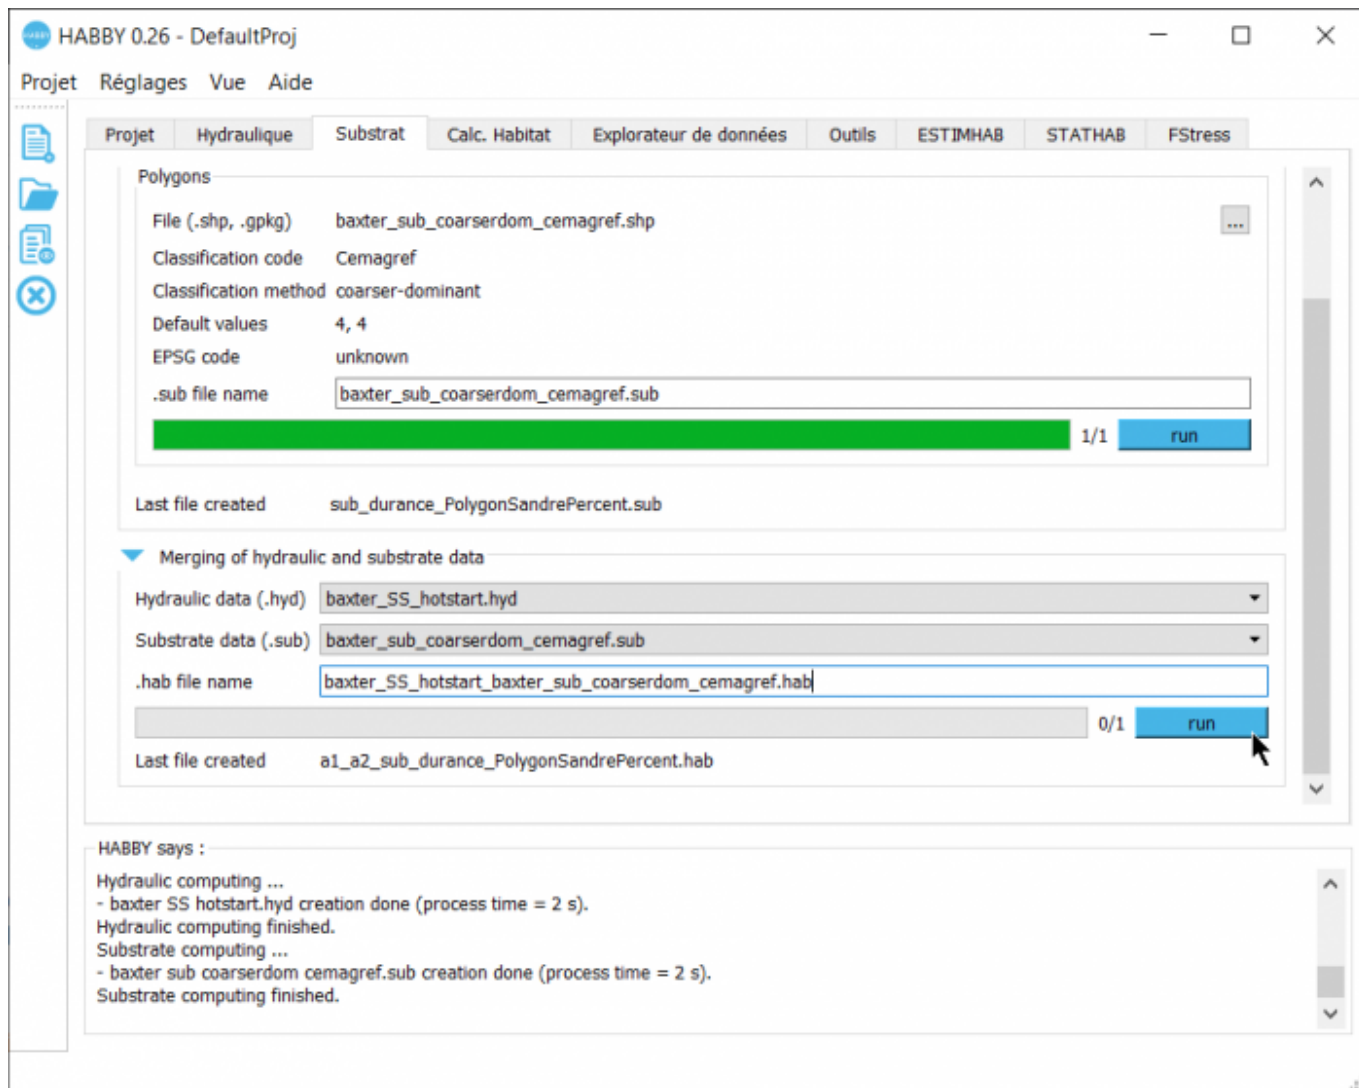 HABBY 0.26 - DefaultProj
Projet Réglages Vue Aide
Projet Hydraulique Substrat Calc. Habitat Explorateur de données Outils ESTIMHAB STATHAB FStress
Polygons
File (.shp, .gpkg) baxter_sub_coarserdom_cemagref.shp ...
Classification code Cemagref
Classification method coarser-dominant
Default values 4, 4
EPSG code unknown
.sub file name baxter_sub_coarserdom_cemagref.sub
1/1 run
Last file created sub_durance_PolygonSandrePercent.sub
Merging of hydraulic and substrate data
Hydraulic data (.hyd) baxter_SS_hotstart.hyd
Substrate data (.sub) baxter_sub_coarserdom_cemagref.sub
.hab file name baxter_SS_hotstart_baxter_sub_coarserdom_cemagref.hab
0/1 run
Last file created a1_a2_sub_durance_PolygonSandrePercent.hab
HABBY says :
Hydraulic computing ...
- baxter SS hotstart.hyd creation done (process time = 2 s).
Hydraulic computing finished.
Substrate computing ...
- baxter sub coarserdom cemagref.sub creation done (process time = 2 s).
Substrate computing finished.